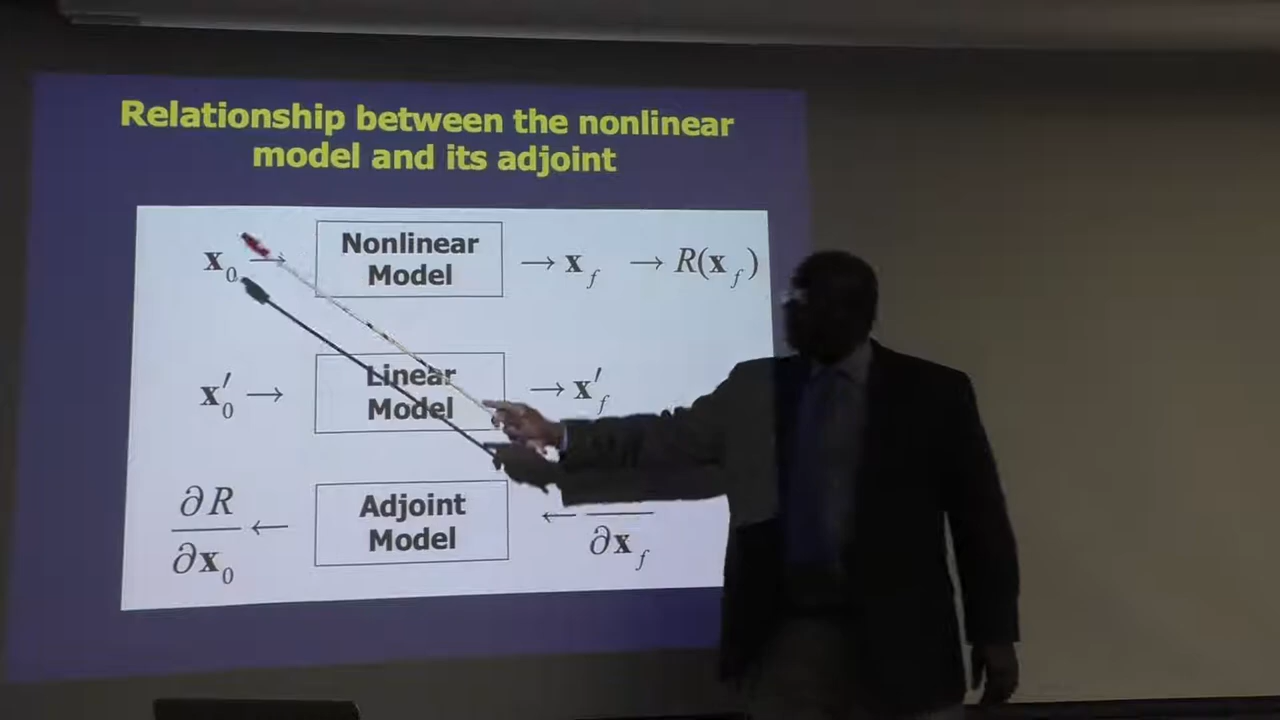 Relationship between the nonlinear
model and its adjoint
x₀ → Nonlinear Model → x_f → R(x_f)
x′₀ → Linear Model → x′_f
∂R/∂x₀ ← Adjoint Model ← /∂x_f